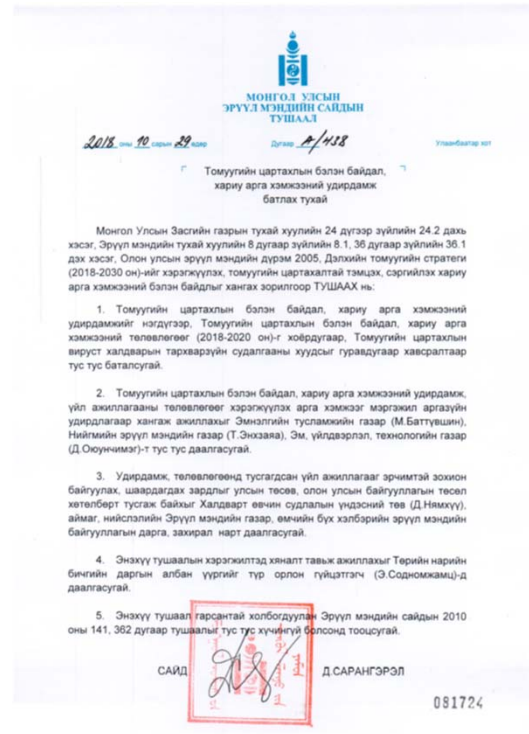 МОНГОЛ УЛСЫН
ЭРҮҮЛ МЭНДИЙН САЙДЫН
ТУШААЛ
2018 оны 10 сарын 29 өдөр Дугаар А/438 Улаанбаатар хот
Томуугийн цартахлын бэлэн байдал,
хариу арга хэмжээний удирдамж
батлах тухай
Монгол Улсын Засгийн газрын тухай хуулийн 24 дүгээр зүйлийн 24.2 дахь
хэсэг, Эрүүл мэндийн тухай хуулийн 8 дугаар зүйлийн 8.1, 36 дугаар зүйлийн 36.1
дэх хэсэг, Олон улсын эрүүл мэндийн дүрэм 2005, Дэлхийн томуугийн стратеги
(2018-2030 он)-ийг хэрэгжүүлэх, томуугийн цартахалтай тэмцэх, сэргийлэх хариу
арга хэмжээний бэлэн байдлыг хангах зорилгоор ТУШААХ нь:
1. Томуугийн цартахлын бэлэн байдал, хариу арга хэмжээний
удирдамжийг нэгдүгээр, Томуугийн цартахлын бэлэн байдал, хариу арга
хэмжээний төлөвлөгөөг (2018-2020 он)-г хоёрдугаар, Томуугийн цартахлын
вируст халдварын тархварзүйн судалгааны хуудсыг гуравдугаар хавсралтаар
тус тус баталсугай.
2. Томуугийн цартахлын бэлэн байдал, хариу арга хэмжээний удирдамж,
үйл ажиллагааны төлөвлөгөөг хэрэгжүүлэх арга хэмжээг мэргэжил аргазүйн
удирдлагаар хангаж ажиллахыг Эмнэлгийн тусламжийн газар (М.Баттүвшин),
Нийгмийн эрүүл мэндийн газар (Т.Энхзаяа), Эм, үйлдвэрлэл, технологийн газар
(Д.Оюунчимэг)-т тус тус даалгасугай.
3. Удирдамж, төлөвлөгөөнд тусгагдсан үйл ажиллагааг эрчимтэй зохион
байгуулах, шаардагдах зардлыг улсын төсөв, олон улсын байгууллагын төсөл
хөтөлбөрт тусгаж байхыг Халдварт өвчин судлалын үндэсний төв (Д.Нямхүү),
аймаг, нийслэлийн Эрүүл мэндийн газар, өмчийн бүх хэлбэрийн эрүүл мэндийн
байгууллагын дарга, захирал нарт даалгасугай.
4. Энэхүү тушаалын хэрэгжилтэд хяналт тавьж ажиллахыг Төрийн нарийн
бичгийн даргын албан үүргийг түр орлон гүйцэтгэгч (Э.Содномжамц)-д
даалгасугай.
5. Энэхүү тушаал гарсантай холбогдуулан Эрүүл мэндийн сайдын 2010
оны 141, 362 дугаар тушаалыг тус тус хүчингүй болсонд тооцсугай.
САЙД Д.САРАНГЭРЭЛ
081724